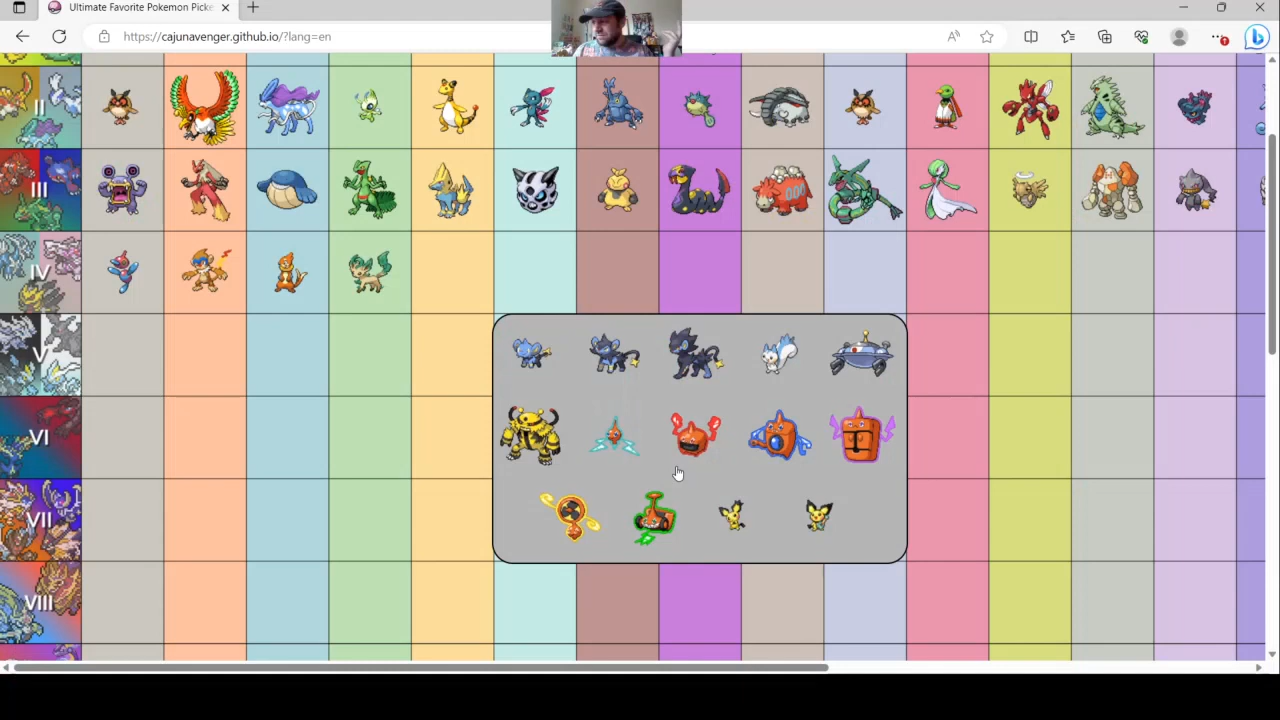 Ultimate Favorite Pokemon Picke
https://cajunavenger.github.io/?lang=en
II
III
IV
V
VI
VII
VIII